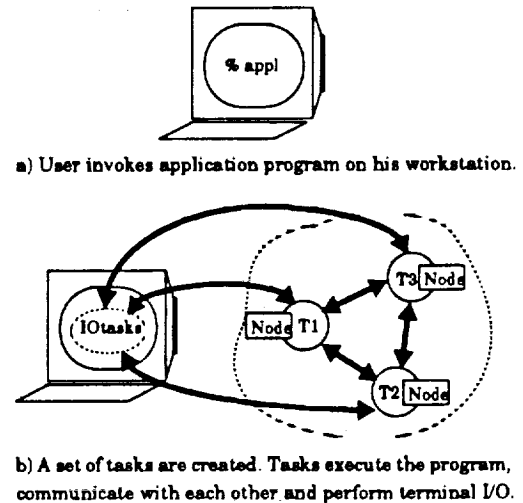 % appl
a) User invokes application program on his workstation.
IOtasks
T3 Node
Node T1
T2 Node
b) A set of tasks are created. Tasks execute the program,
communicate with each other and perform terminal I/O.